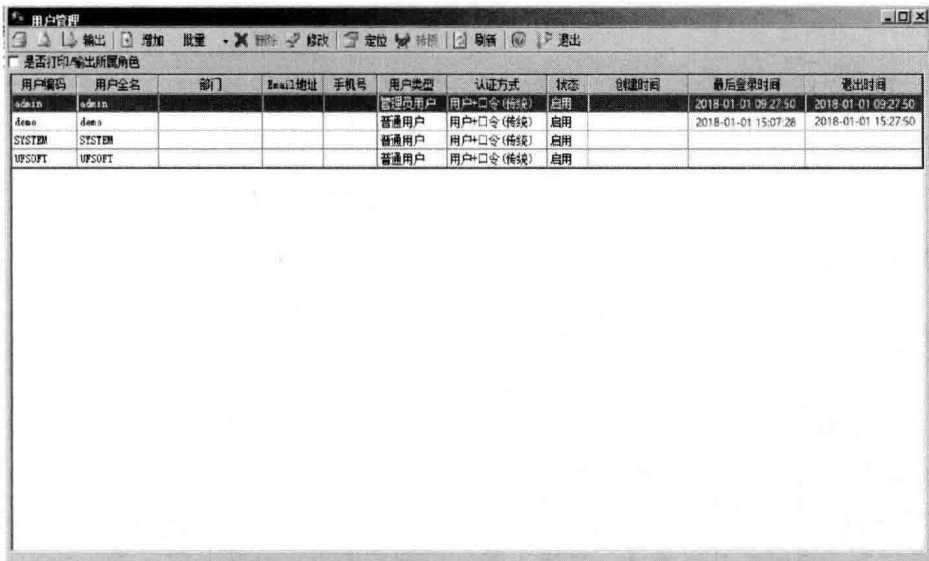 用户管理
输出 增加 批量 删除 修改 定位 转授 刷新 退出
是否打印/输出所属角色
用户编码 用户全名 部门 Email地址 手机号 用户类型 认证方式 状态 创建时间 最后登录时间 退出时间
admin admin 管理员用户 用户+口令(传统) 启用 2018-01-01 09:27:50 2018-01-01 09:27:50
demo demo 普通用户 用户+口令(传统) 启用 2018-01-01 15:07:28 2018-01-01 15:27:50
SYSTEM SYSTEM 普通用户 用户+口令(传统) 启用
UFSOFT UFSOFT 普通用户 用户+口令(传统) 启用